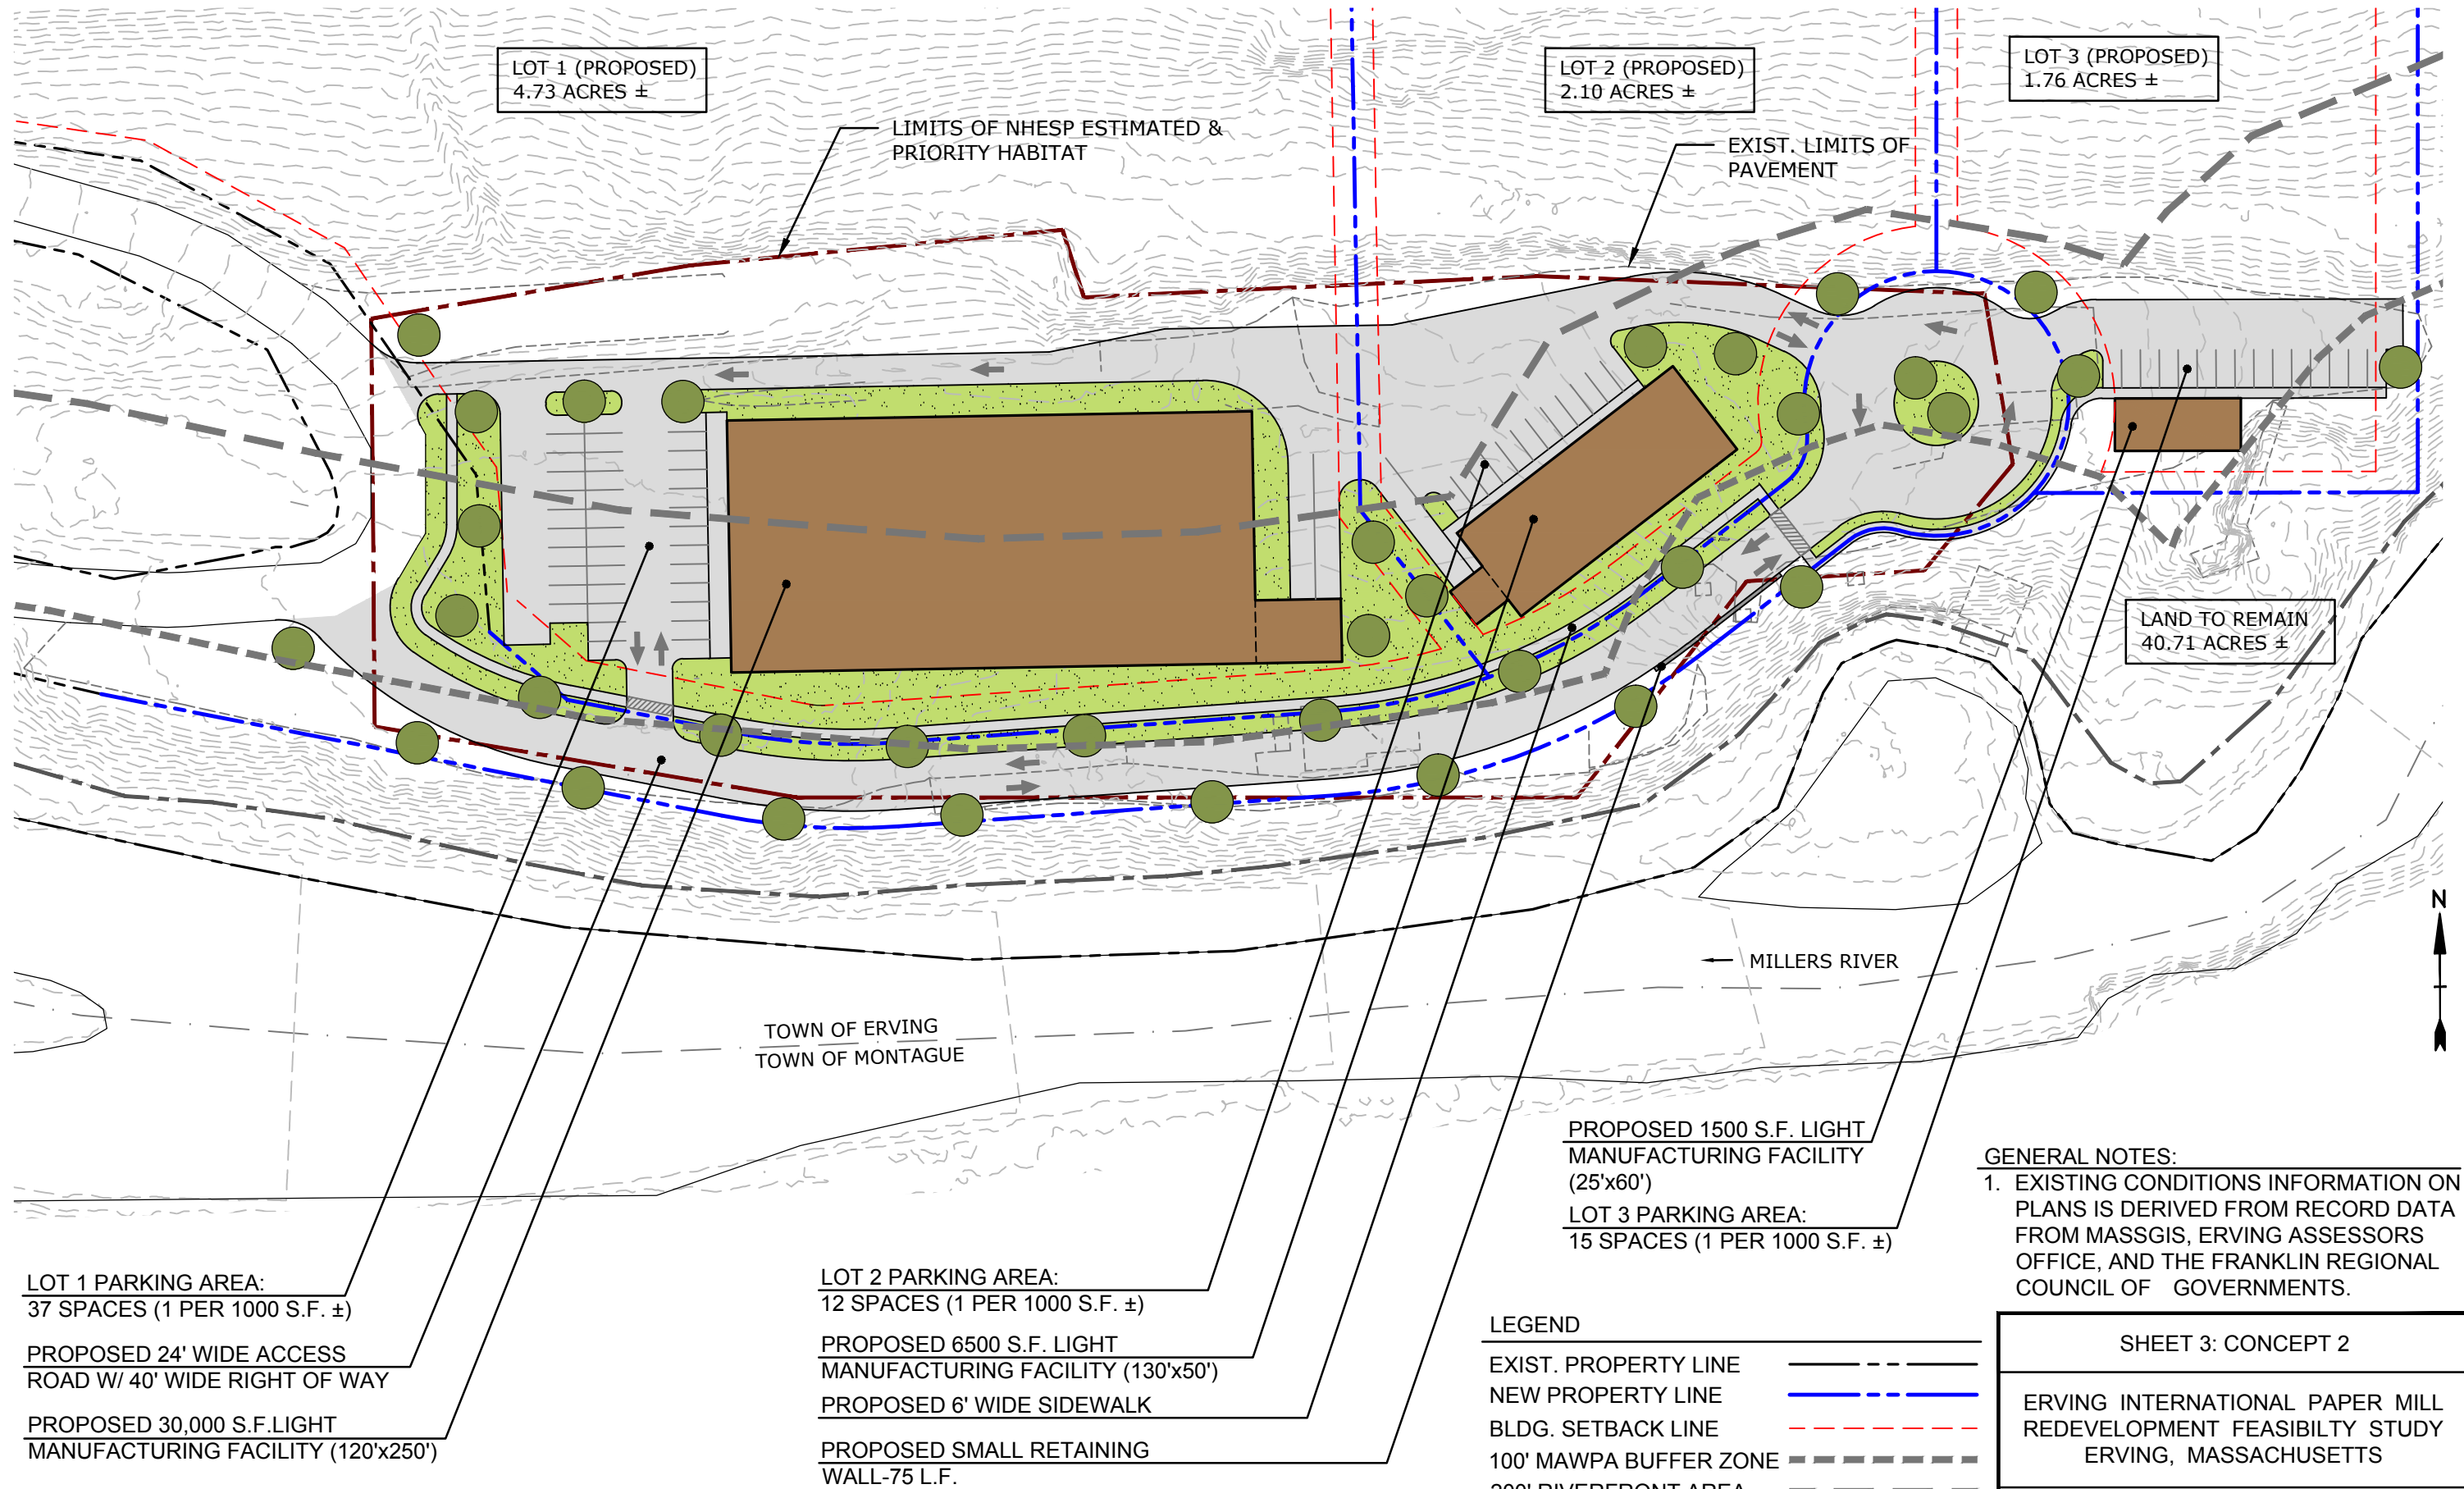 LOT 1 (PROPOSED)
4.73 ACRES ±
LOT 2 (PROPOSED)
2.10 ACRES ±
LOT 3 (PROPOSED)
1.76 ACRES ±
LIMITS OF NHESP ESTIMATED &
PRIORITY HABITAT
EXIST. LIMITS OF
PAVEMENT
LAND TO REMAIN
40.71 ACRES ±
N
MILLERS RIVER
TOWN OF ERVING
TOWN OF MONTAGUE
PROPOSED 1500 S.F. LIGHT
MANUFACTURING FACILITY
(25'x60')
LOT 3 PARKING AREA:
15 SPACES (1 PER 1000 S.F. ±)
GENERAL NOTES:
1. EXISTING CONDITIONS INFORMATION ON
PLANS IS DERIVED FROM RECORD DATA
FROM MASSGIS, ERVING ASSESSORS
OFFICE, AND THE FRANKLIN REGIONAL
COUNCIL OF GOVERNMENTS.
LOT 1 PARKING AREA:
37 SPACES (1 PER 1000 S.F. ±)
PROPOSED 24' WIDE ACCESS
ROAD W/ 40' WIDE RIGHT OF WAY
PROPOSED 30,000 S.F.LIGHT
MANUFACTURING FACILITY (120'x250')
LOT 2 PARKING AREA:
12 SPACES (1 PER 1000 S.F. ±)
PROPOSED 6500 S.F. LIGHT
MANUFACTURING FACILITY (130'x50')
PROPOSED 6' WIDE SIDEWALK
PROPOSED SMALL RETAINING
WALL-75 L.F.
LEGEND
EXIST. PROPERTY LINE
NEW PROPERTY LINE
BLDG. SETBACK LINE
100' MAWPA BUFFER ZONE
200' RIVERFRONT AREA
SHEET 3: CONCEPT 2
ERVING INTERNATIONAL PAPER MILL
REDEVELOPMENT FEASIBILTY STUDY
ERVING, MASSACHUSETTS